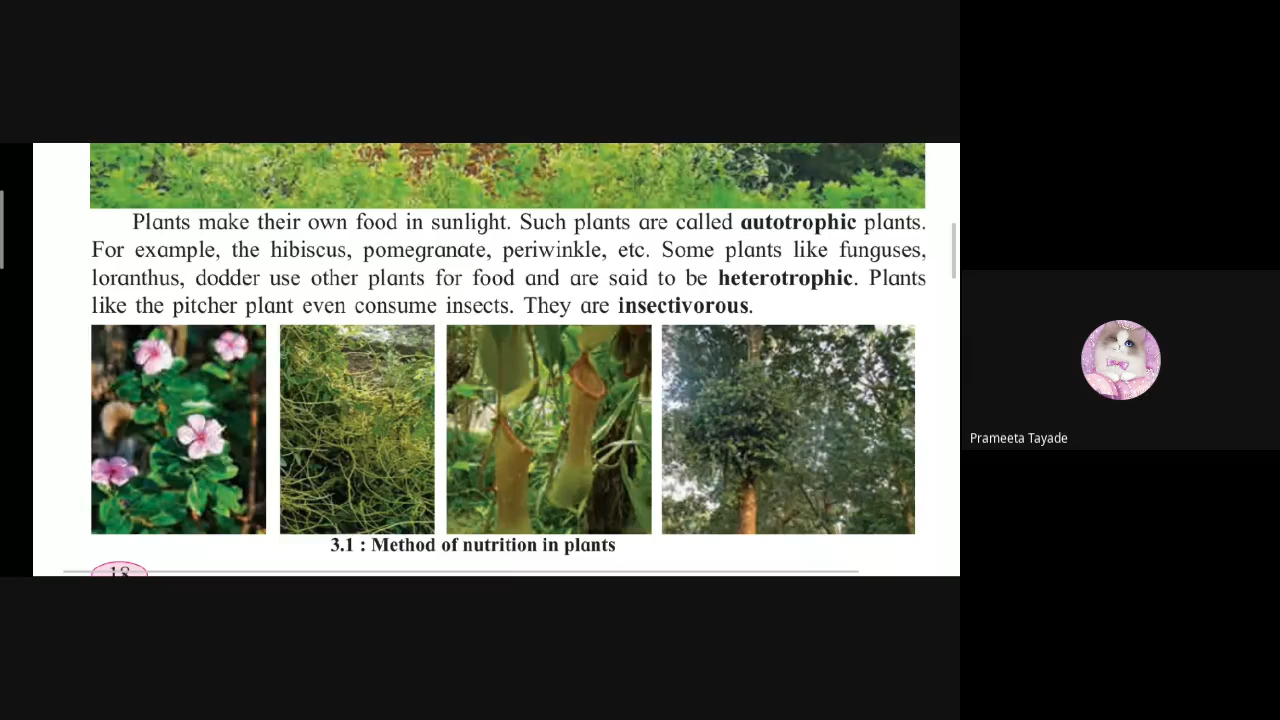 Plants make their own food in sunlight. Such plants are called autotrophic plants.
For example, the hibiscus, pomegranate, periwinkle, etc. Some plants like funguses,
loranthus, dodder use other plants for food and are said to be heterotrophic. Plants
like the pitcher plant even consume insects. They are insectivorous.
3.1 : Method of nutrition in plants
18
Prameeta Tayade